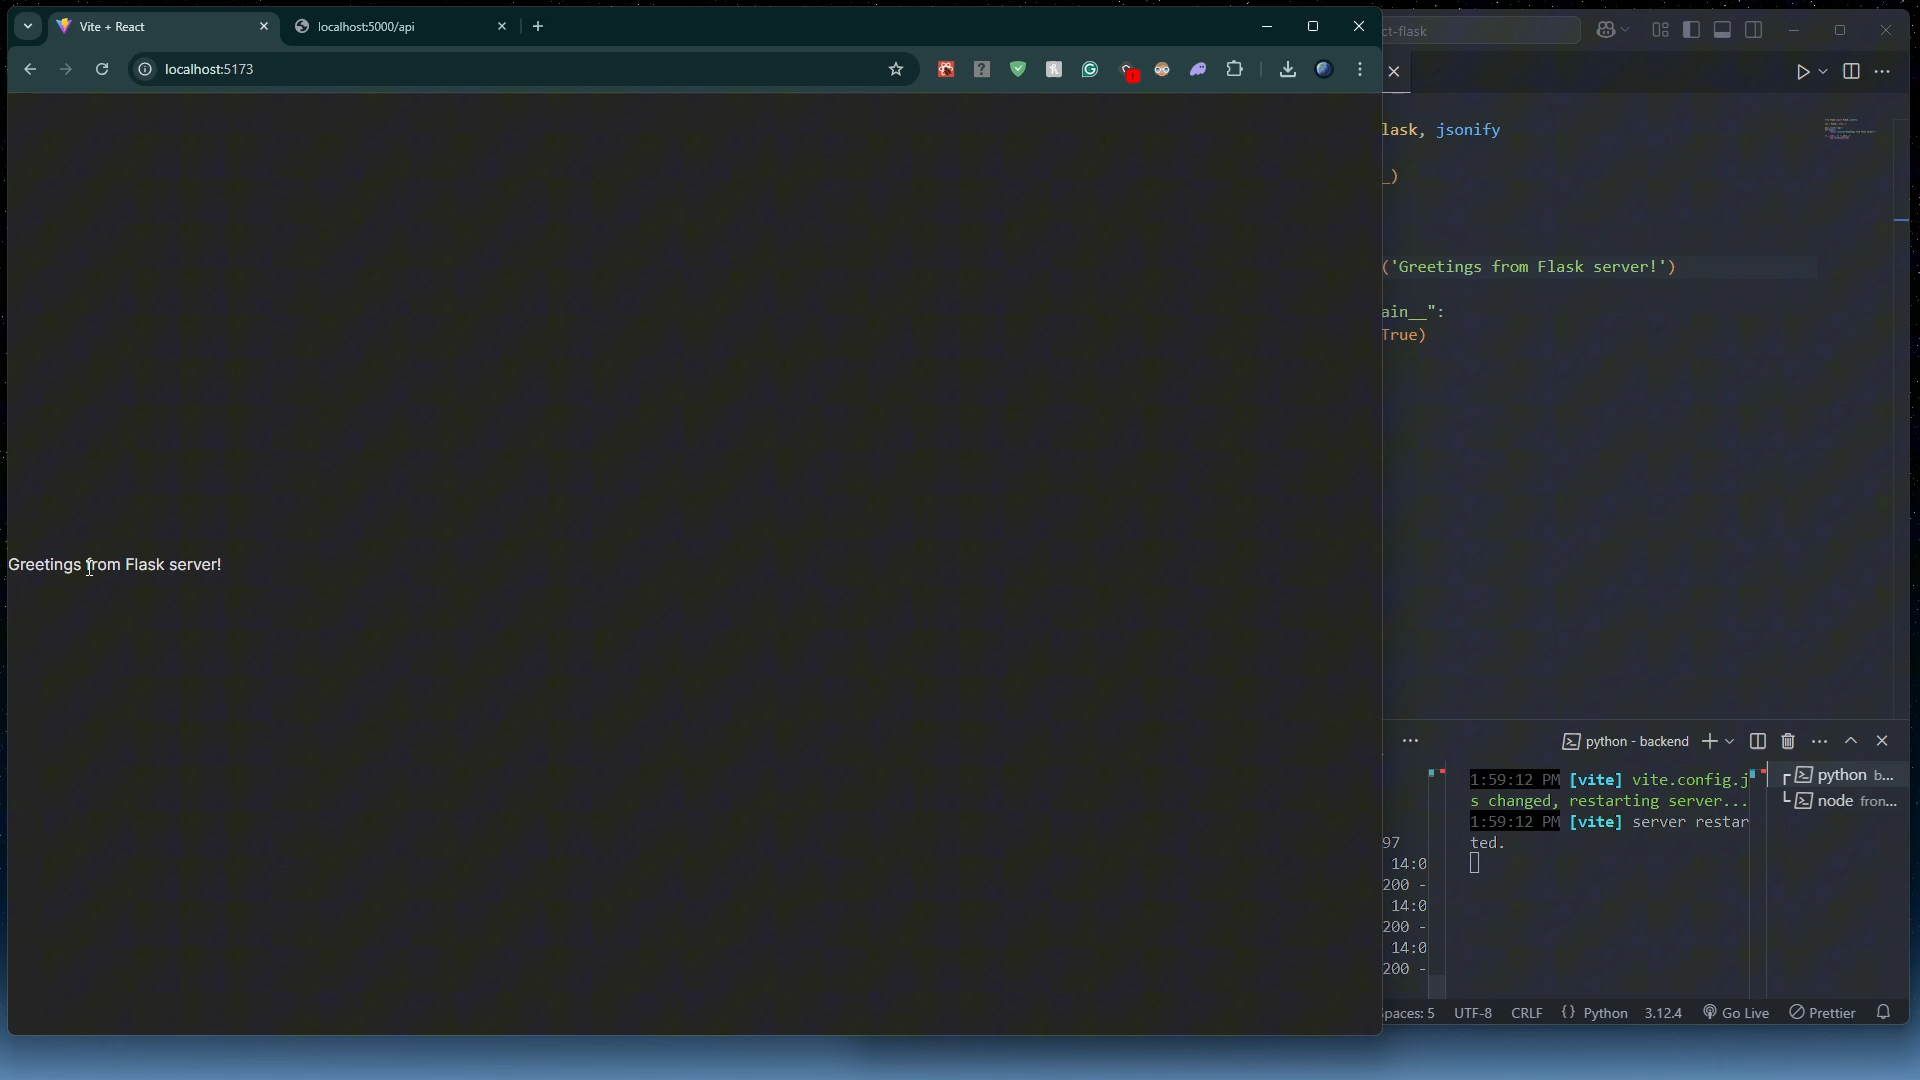 Vite + React
localhost:5000/api
localhost:5173
Greetings from Flask server!
ct-flask
lask, jsonify
_)
('Greetings from Flask server!')
ain__":
True)
python - backend
97
14:0
200 -
14:0
200 -
14:0
200 -
1:59:12 PM [vite] vite.config.j
s changed, restarting server...
1:59:12 PM [vite] server restar
ted.
python b...
node fron...
paces: 5
UTF-8
CRLF
{} Python
3.12.4
Go Live
Prettier